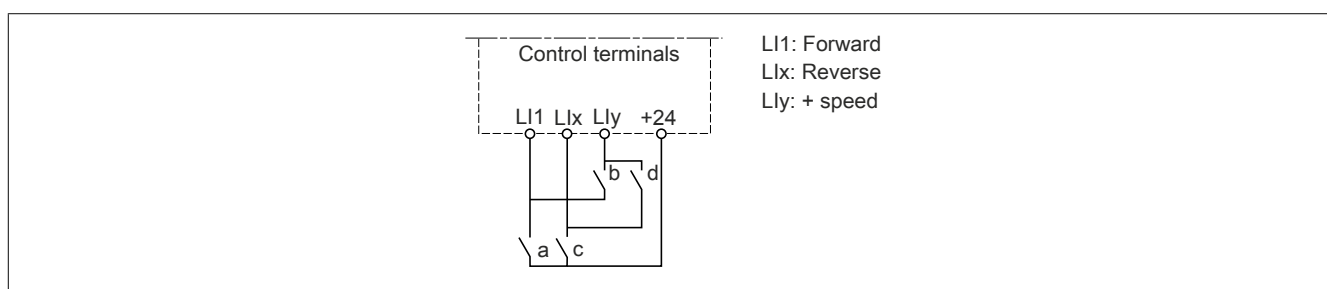 Control terminals
LI1 LIx LIy +24
b d
a c
LI1: Forward
LIx: Reverse
LIy: + speed